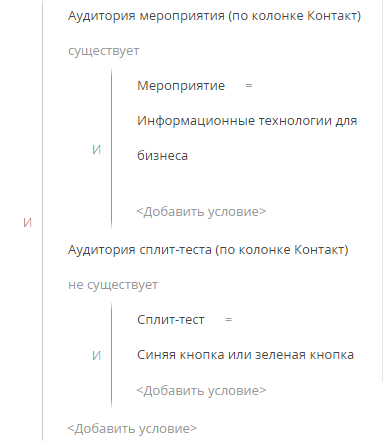 Аудитория мероприятия (по колонке Контакт)
существует
Мероприятие =
Информационные технологии для
И
бизнеса
<Добавить условие>
И
Аудитория сплит-теста (по колонке Контакт)
не существует
Сплит-тест =
И
Синяя кнопка или зеленая кнопка
<Добавить условие>
<Добавить условие>